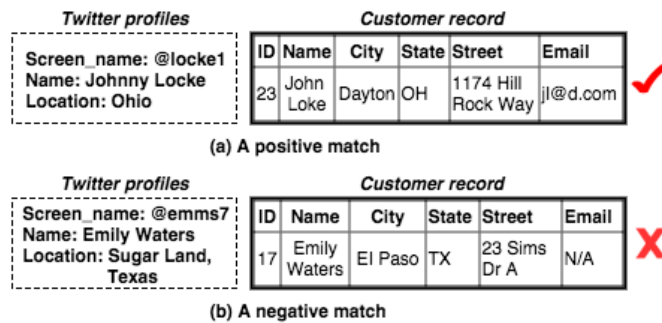 Twitter profiles
Screen_name: @locke1
Name: Johnny Locke
Location: Ohio
Customer record
ID Name City State Street Email
23 John Loke Dayton OH 1174 Hill Rock Way jl@d.com
(a) A positive match
Twitter profiles
Screen_name: @emms7
Name: Emily Waters
Location: Sugar Land,
Texas
Customer record
ID Name City State Street Email
17 Emily Waters El Paso TX 23 Sims Dr A N/A
(b) A negative match